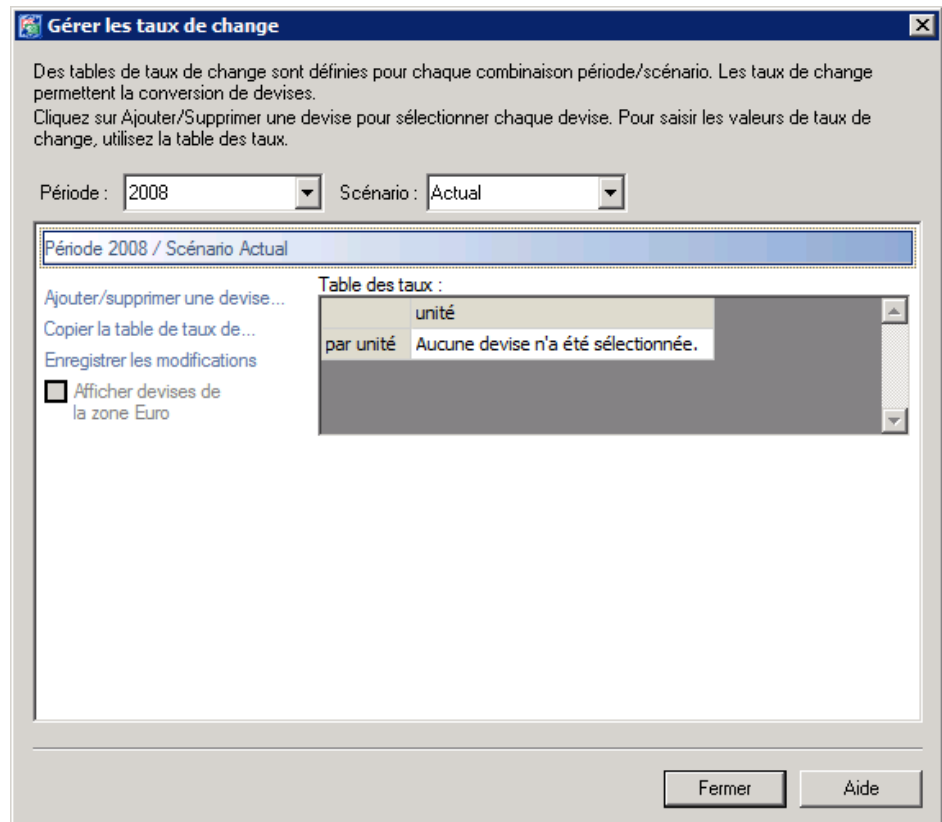 Gérer les taux de change
Des tables de taux de change sont définies pour chaque combinaison période/scénario. Les taux de change
permettent la conversion de devises.
Cliquez sur Ajouter/Supprimer une devise pour sélectionner chaque devise. Pour saisir les valeurs de taux de
change, utilisez la table des taux.
Période : 2008 Scénario : Actual
Période 2008 / Scénario Actual
Ajouter/supprimer une devise...
Copier la table de taux de...
Enregistrer les modifications
Afficher devises de
la zone Euro
Table des taux :
unité
par unité Aucune devise n'a été sélectionnée.
Fermer Aide